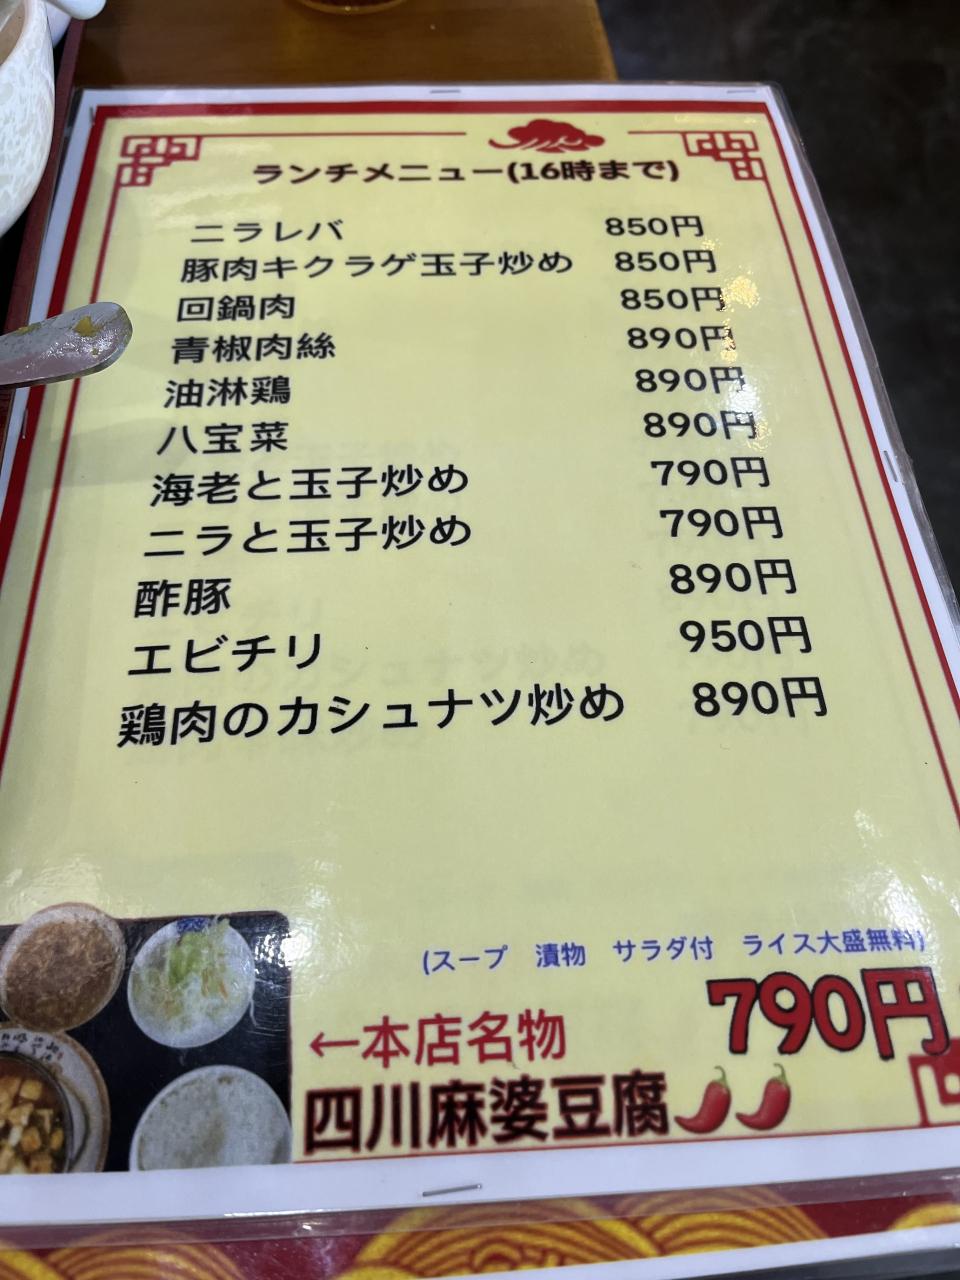 ランチメニュー(16時まで)
ニラレバ 850円
豚肉キクラゲ玉子炒め 850円
回鍋肉 850円
青椒肉絲 890円
油淋鶏 890円
八宝菜 890円
海老と玉子炒め 790円
ニラと玉子炒め 790円
酢豚 890円
エビチリ 950円
鶏肉のカシュナツ炒め 890円
(スープ 漬物 サラダ付 ライス大盛無料)
790円
←本店名物
四川麻婆豆腐